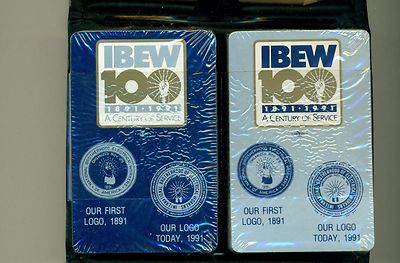 IBEW
100
1891-1991
A CENTURY OF SERVICE
OUR FIRST
LOGO, 1891
OUR LOGO
TODAY, 1991
IBEW
100
1891-1991
A CENTURY OF SERVICE
OUR FIRST
LOGO, 1891
OUR LOGO
TODAY, 1991